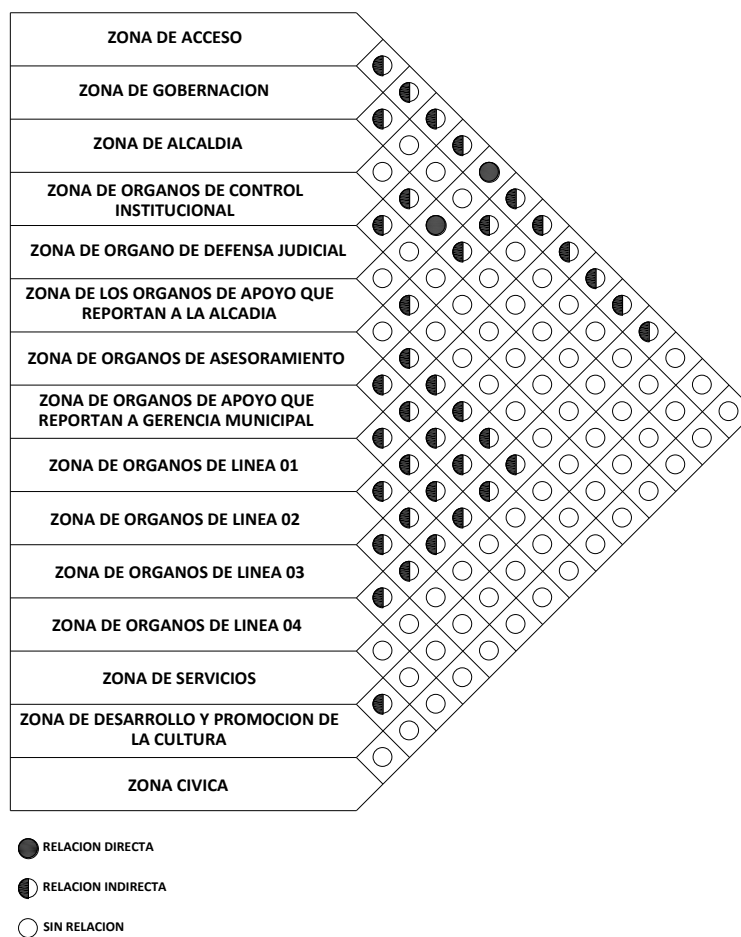 ZONA DE ACCESO
ZONA DE GOBERNACION
ZONA DE ALCALDIA
ZONA DE ORGANOS DE CONTROL
INSTITUCIONAL
ZONA DE ORGANO DE DEFENSA JUDICIAL
ZONA DE LOS ORGANOS DE APOYO QUE
REPORTAN A LA ALCADIA
ZONA DE ORGANOS DE ASESORAMIENTO
ZONA DE ORGANOS DE APOYO QUE
REPORTAN A GERENCIA MUNICIPAL
ZONA DE ORGANOS DE LINEA 01
ZONA DE ORGANOS DE LINEA 02
ZONA DE ORGANOS DE LINEA 03
ZONA DE ORGANOS DE LINEA 04
ZONA DE SERVICIOS
ZONA DE DESARROLLO Y PROMOCION DE
LA CULTURA
ZONA CIVICA
RELACION DIRECTA
RELACION INDIRECTA
SIN RELACION